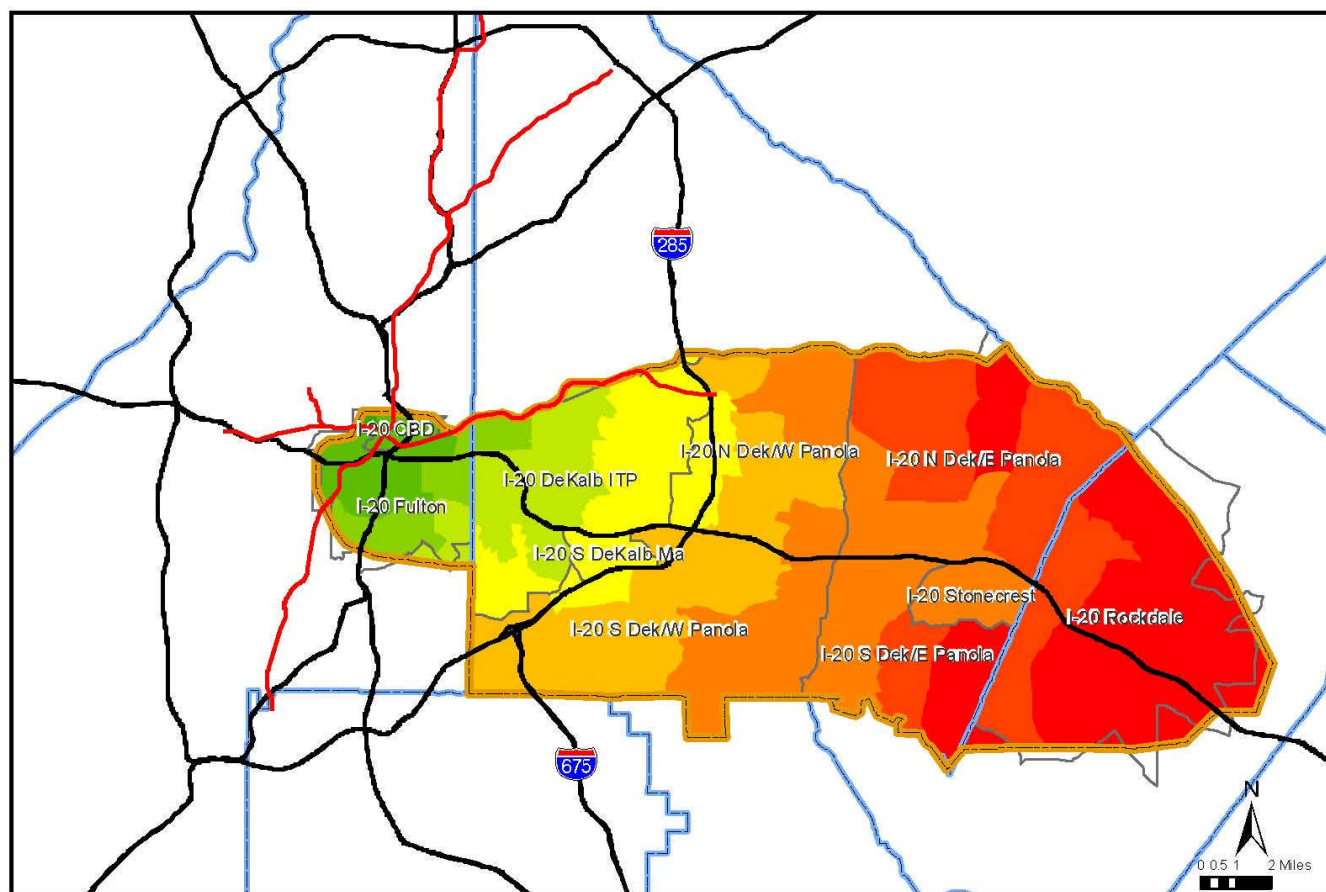 285
I-20 CBD
I-20 N Dek/W Panola
I-20 N Dek/E Panola
I-20 DeKalb ITP
I-20 Fulton
I-20 S DeKalb Ma
I-20 Stonecrest
I-20 Rockdale
I-20 S Dek/W Panola
I-20 S Dek/E Panola
675
N
0 0.5 1 2 Miles